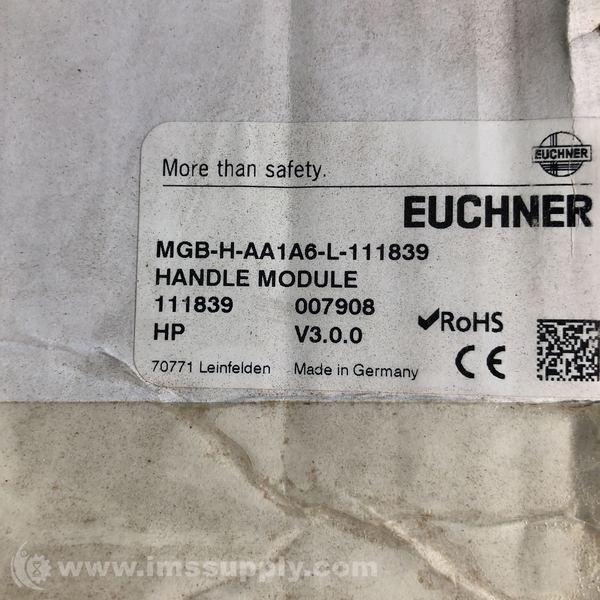 EUCHNER
More than safety.
EUCHNER
MGB-H-AA1A6-L-111839
HANDLE MODULE
111839 007908
HP V3.0.0
✓RoHS
CE
70771 Leinfelden Made in Germany
www.imssupply.com